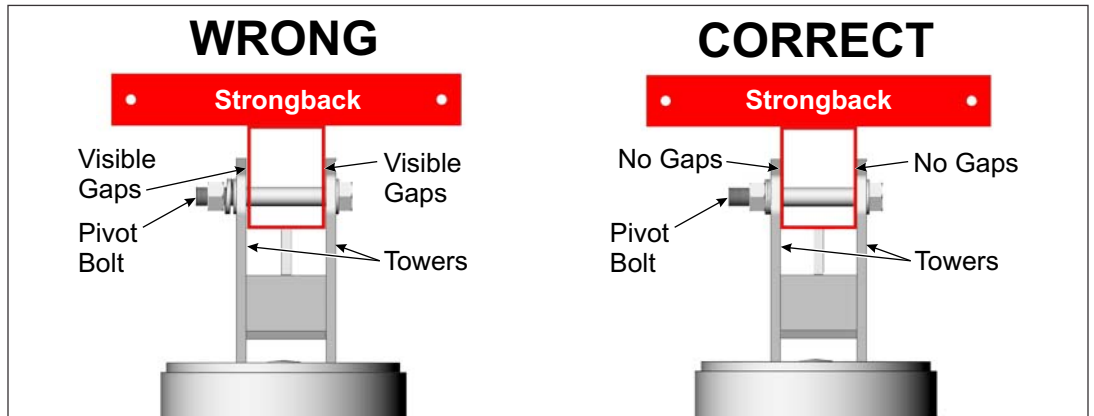 WRONG
Strongback
Visible
Gaps
Visible
Gaps
Pivot
Bolt
Towers
CORRECT
Strongback
No Gaps
No Gaps
Pivot
Bolt
Towers